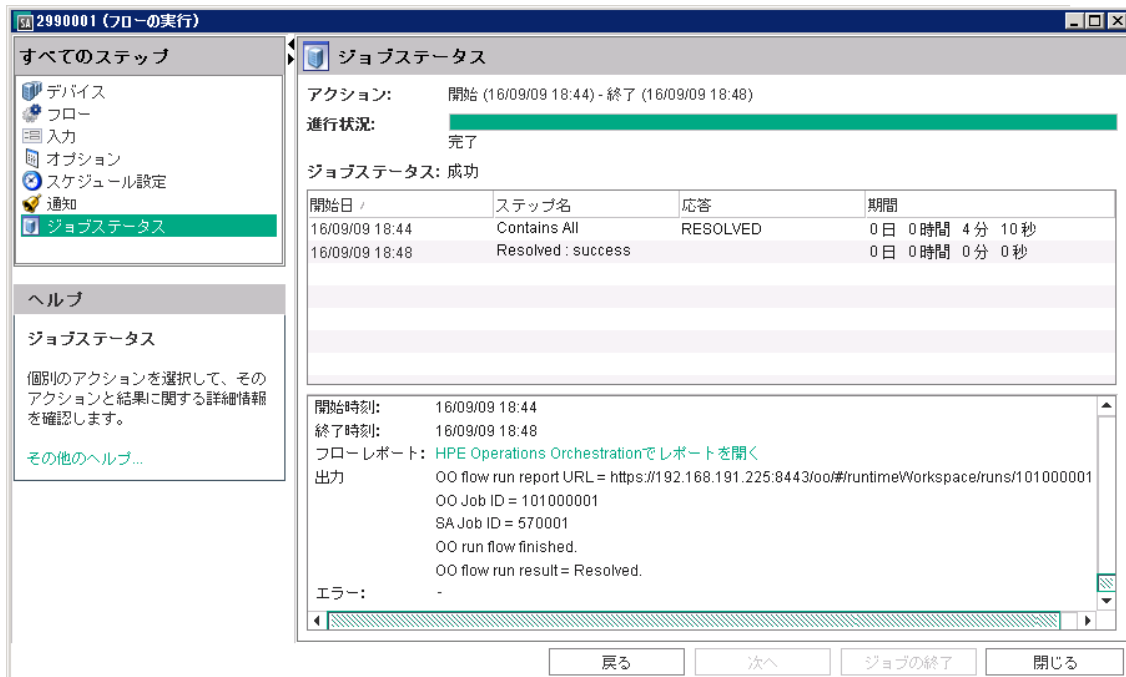 2990001 (フローの実行)
すべてのステップ
デバイス
フロー
入力
オプション
スケジュール設定
通知
ジョブステータス
ヘルプ
ジョブステータス
個別のアクションを選択して、その
アクションと結果に関する詳細情報
を確認します。
その他のヘルプ...
ジョブステータス
アクション: 開始 (16/09/09 18:44) - 終了 (16/09/09 18:48)
進行状況:
完了
ジョブステータス: 成功
開始日 ステップ名 応答 期間
16/09/09 18:44 Contains All RESOLVED 0日 0時間 4分 10秒
16/09/09 18:48 Resolved : success 0日 0時間 0分 0秒
開始時刻: 16/09/09 18:44
終了時刻: 16/09/09 18:48
フローレポート: HPE Operations Orchestrationでレポートを開く
出力 OO flow run report URL = https://192.168.191.225:8443/oo/#/runtimeWorkspace/runs/101000001
OO Job ID = 101000001
SA Job ID = 570001
OO run flow finished.
OO flow run result = Resolved.
エラー: -
戻る 次へ ジョブの終了 閉じる